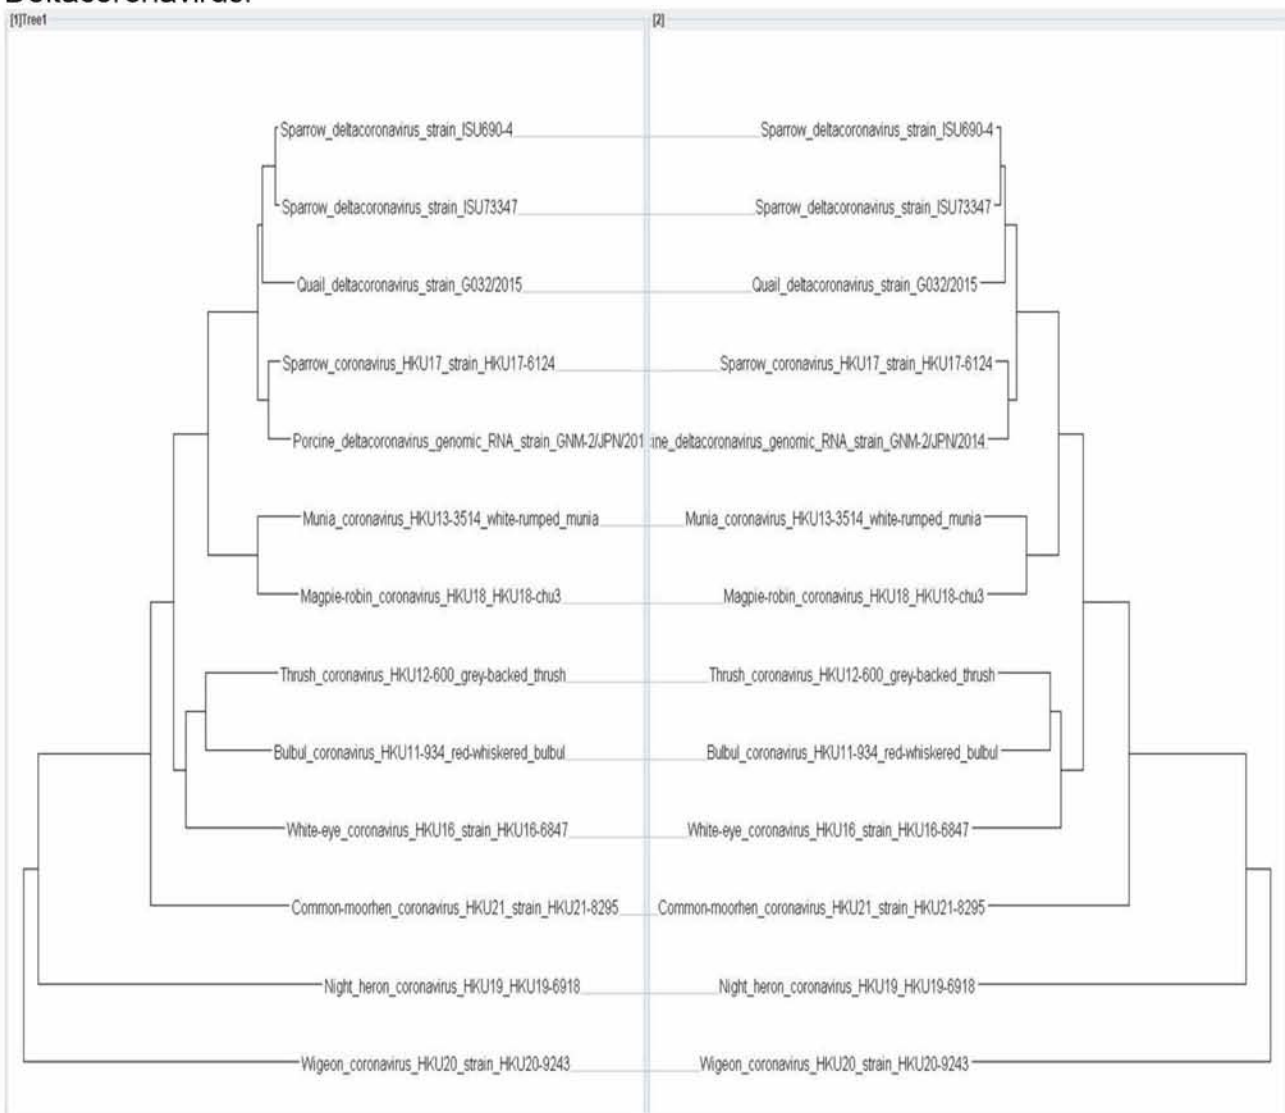 Deltacoronavirus.
[1]Tree1 [2]
Sparrow_deltacoronavirus_strain_ISU690-4 Sparrow_deltacoronavirus_strain_ISU690-4
Sparrow_deltacoronavirus_strain_ISU73347 Sparrow_deltacoronavirus_strain_ISU73347
Quail_deltacoronavirus_strain_G032/2015 Quail_deltacoronavirus_strain_G032/2015
Sparrow_coronavirus_HKU17_strain_HKU17-6124 Sparrow_coronavirus_HKU17_strain_HKU17-6124
Porcine_deltacoronavirus_genomic_RNA_strain_GNM-2/JPN/201 cine_deltacoronavirus_genomic_RNA_strain_GNM-2/JPN/2014
Munia_coronavirus_HKU13-3514_white-rumped_munia Munia_coronavirus_HKU13-3514_white-rumped_munia
Magpie-robin_coronavirus_HKU18_HKU18-chu3 Magpie-robin_coronavirus_HKU18_HKU18-chu3
Thrush_coronavirus_HKU12-600_grey-backed_thrush Thrush_coronavirus_HKU12-600_grey-backed_thrush
Bulbul_coronavirus_HKU11-934_red-whiskered_bulbul Bulbul_coronavirus_HKU11-934_red-whiskered_bulbul
White-eye_coronavirus_HKU16_strain_HKU16-6847 White-eye_coronavirus_HKU16_strain_HKU16-6847
Common-moorhen_coronavirus_HKU21_strain_HKU21-8295 Common-moorhen_coronavirus_HKU21_strain_HKU21-8295
Night_heron_coronavirus_HKU19_HKU19-6918 Night_heron_coronavirus_HKU19_HKU19-6918
Wigeon_coronavirus_HKU20_strain_HKU20-9243 Wigeon_coronavirus_HKU20_strain_HKU20-9243